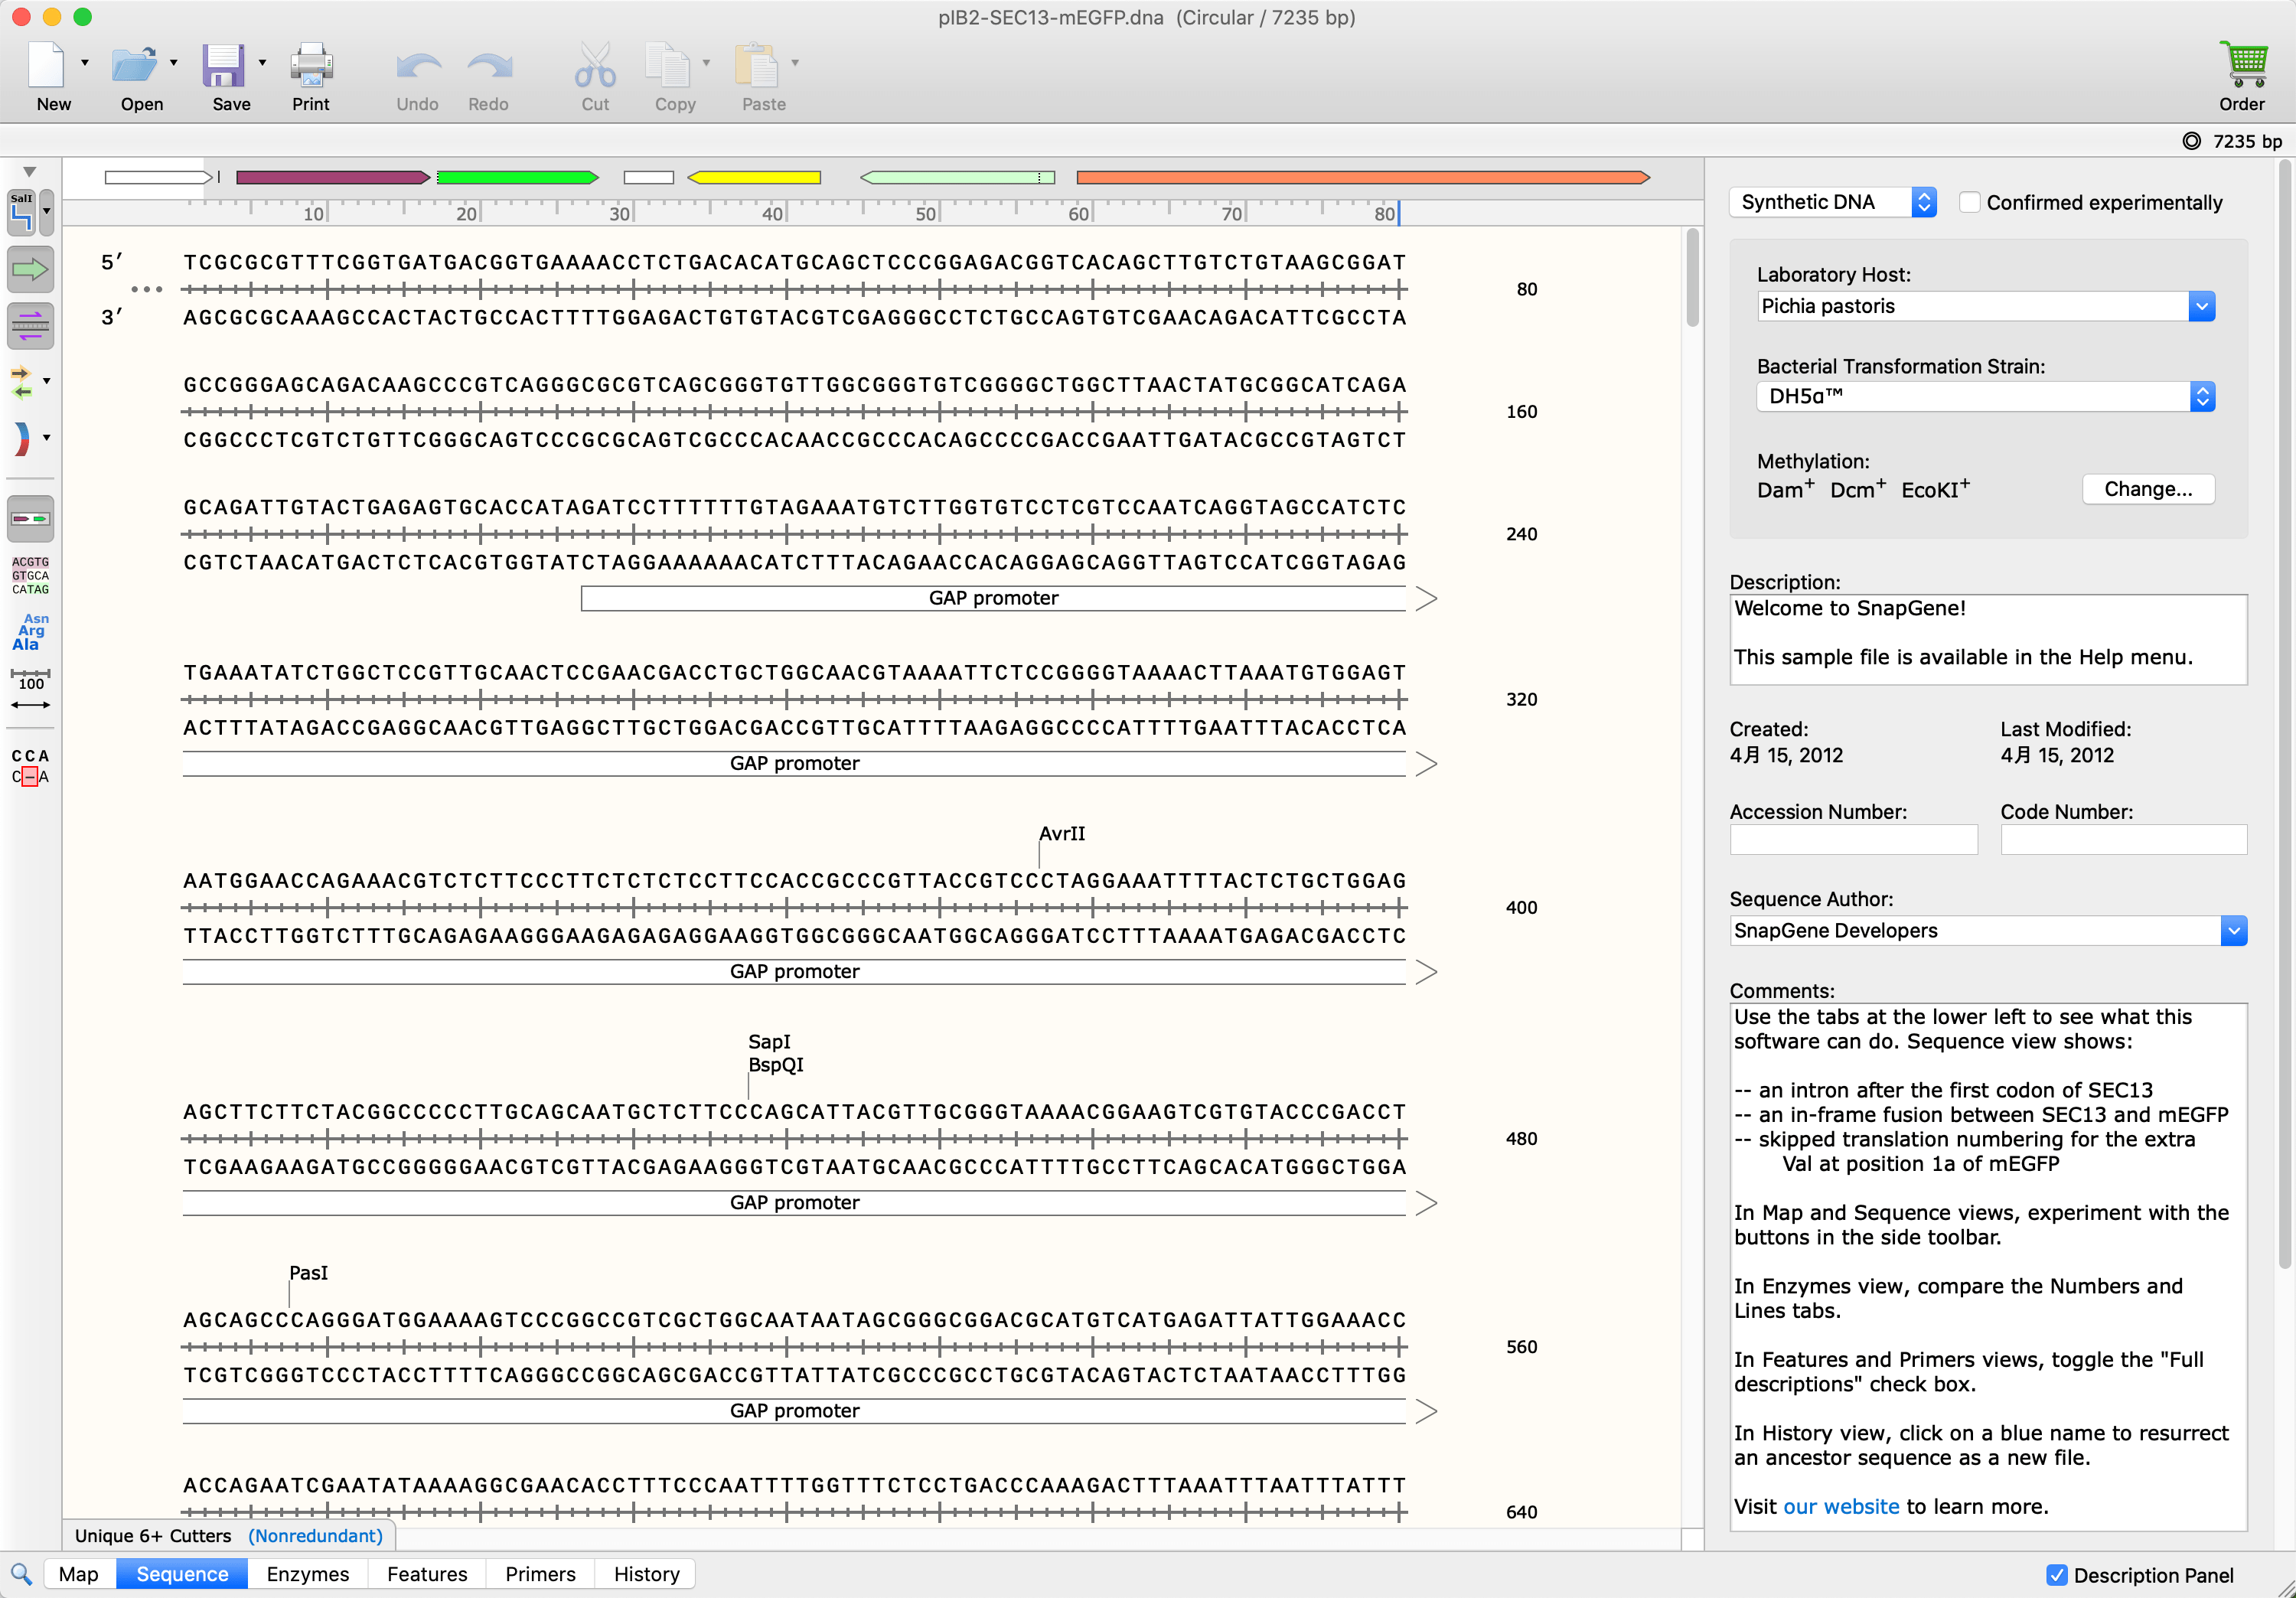 pIB2-SEC13-mEGFP.dna (Circular / 7235 bp)
New Open Save Print Undo Redo Cut Copy Paste Order
7235 bp
10 20 30 40 50 60 70 80
5′ TCGCGCGTTTCGGTGATGACGGTGAAAACCTCTGACACATGCAGCTCCCGGAGACGGTCACAGCTTGTCTGTAAGCGGAT
80
3′ AGCGCGCAAAGCCACTACTGCCACTTTTGGAGACTGTGTACGTCGAGGGCCTCTGCCAGTGTCGAACAGACATTCGCCTA
GCCGGGAGCAGACAAGCCCGTCAGGGCGCGTCAGCGGGTGTTGGCGGGTGTCGGGGCTGGCTTAACTATGCGGCATCAGA
160
CGGCCCTCGTCTGTTCGGGCAGTCCCGCGCAGTCGCCCACAACCGCCCACAGCCCCGACCGAATTGATACGCCGTAGTCT
GCAGATTGTACTGAGAGTGCACCATAGATCCTTTTTTGTAGAAATGTCTTGGTGTCCTCGTCCAATCAGGTAGCCATCTC
240
CGTCTAACATGACTCTCACGTGGTATCTAGGAAAAAACATCTTTACAGAACCACAGGAGCAGGTTAGTCCATCGGTAGAG
GAP promoter
TGAAATATCTGGCTCCGTTGCAACTCCGAACGACCTGCTGGCAACGTAAAATTCTCCGGGGTAAAACTTAAATGTGGAGT
320
ACTTTATAGACCGAGGCAACGTTGAGGCTTGCTGGACGACCGTTGCATTTTAAGAGGCCCCATTTTGAATTTACACCTCA
GAP promoter
AvrII
AATGGAACCAGAAACGTCTCTTCCCTTCTCTCTCCTTCCACCGCCCGTTACCGTCCCTAGGAAATTTTACTCTGCTGGAG
400
TTACCTTGGTCTTTGCAGAGAAGGGAAGAGAGAGGAAGGTGGCGGGCAATGGCAGGGATCCTTTAAAATGAGACGACCTC
GAP promoter
SapI
BspQI
AGCTTCTTCTACGGCCCCCTTGCAGCAATGCTCTTCCCAGCATTACGTTGCGGGTAAAACGGAAGTCGTGTACCCGACCT
480
TCGAAGAAGATGCCGGGGGAACGTCGTTACGAGAAGGGTCGTAATGCAACGCCCATTTTGCCTTCAGCACATGGGCTGGA
GAP promoter
PasI
AGCAGCCCAGGGATGGAAAAGTCCCGGCCGTCGCTGGCAATAATAGCGGGCGGACGCATGTCATGAGATTATTGGAAACC
560
TCGTCGGGTCCCTACCTTTTCAGGGCCGGCAGCGACCGTTATTATCGCCCGCCTGCGTACAGTACTCTAATAACCTTTGG
GAP promoter
ACCAGAATCGAATATAAAAGGCGAACACCTTTCCCAATTTTGGTTTCTCCTGACCCAAAGACTTTAAATTTAATTTATTT
640
Unique 6+ Cutters (Nonredundant)
Map Sequence Enzymes Features Primers History
SalI
ACGTG
GTGCA
CATAG
Asn
Arg
Ala
100
CCA
C–A
Synthetic DNA Confirmed experimentally
Laboratory Host:
Pichia pastoris
Bacterial Transformation Strain:
DH5α™
Methylation:
Dam⁺ Dcm⁺ EcoKI⁺ Change...
Description:
Welcome to SnapGene!
This sample file is available in the Help menu.
Created: Last Modified:
4月 15, 2012 4月 15, 2012
Accession Number: Code Number:
Sequence Author:
SnapGene Developers
Comments:
Use the tabs at the lower left to see what this
software can do. Sequence view shows:
-- an intron after the first codon of SEC13
-- an in-frame fusion between SEC13 and mEGFP
-- skipped translation numbering for the extra
Val at position 1a of mEGFP
In Map and Sequence views, experiment with the
buttons in the side toolbar.
In Enzymes view, compare the Numbers and
Lines tabs.
In Features and Primers views, toggle the "Full
descriptions" check box.
In History view, click on a blue name to resurrect
an ancestor sequence as a new file.
Visit our website to learn more.
Description Panel